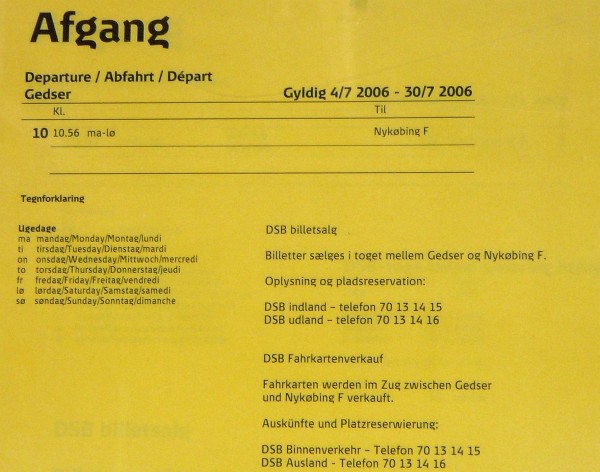 Afgang
Departure / Abfahrt / Départ
Gedser Gyldig 4/7 2006 - 30/7 2006
Kl. Til
10 10.56 ma-lø Nykøbing F
Tegnforklaring
Ugedage
ma mandag/Monday/Montag/lundi
ti tirsdag/Tuesday/Dienstag/mardi
on onsdag/Wednesday/Mittwoch/mercredi
to torsdag/Thursday/Donnerstag/jeudi
fr fredag/Friday/Freitag/vendredi
lø lørdag/Saturday/Samstag/samedi
sø søndag/Sunday/Sonntag/dimanche
DSB billetsalg
Billetter sælges i toget mellem Gedser og Nykøbing F.
Oplysning og pladsreservation:
DSB indland – telefon 70 13 14 15
DSB udland – telefon 70 13 14 16
DSB Fahrkartenverkauf
Fahrkarten werden im Zug zwischen Gedser
und Nykøbing F verkauft.
Auskünfte und Platzreservierung:
DSB Binnenverkehr – Telefon 70 13 14 15
DSB Ausland - Telefon 70 13 14 16
DSB billetsalg